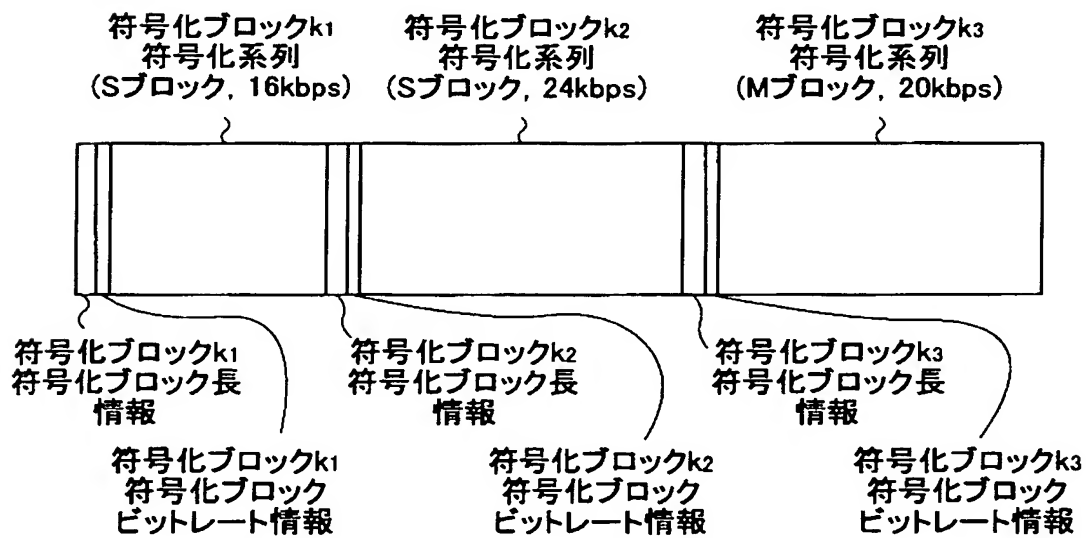 符号化ブロックk1
符号化系列
(Sブロック, 16kbps)
符号化ブロックk2
符号化系列
(Sブロック, 24kbps)
符号化ブロックk3
符号化系列
(Mブロック, 20kbps)
符号化ブロックk1
符号化ブロック長
情報
符号化ブロックk2
符号化ブロック長
情報
符号化ブロックk3
符号化ブロック長
情報
符号化ブロックk1
符号化ブロック
ビットレート情報
符号化ブロックk2
符号化ブロック
ビットレート情報
符号化ブロックk3
符号化ブロック
ビットレート情報